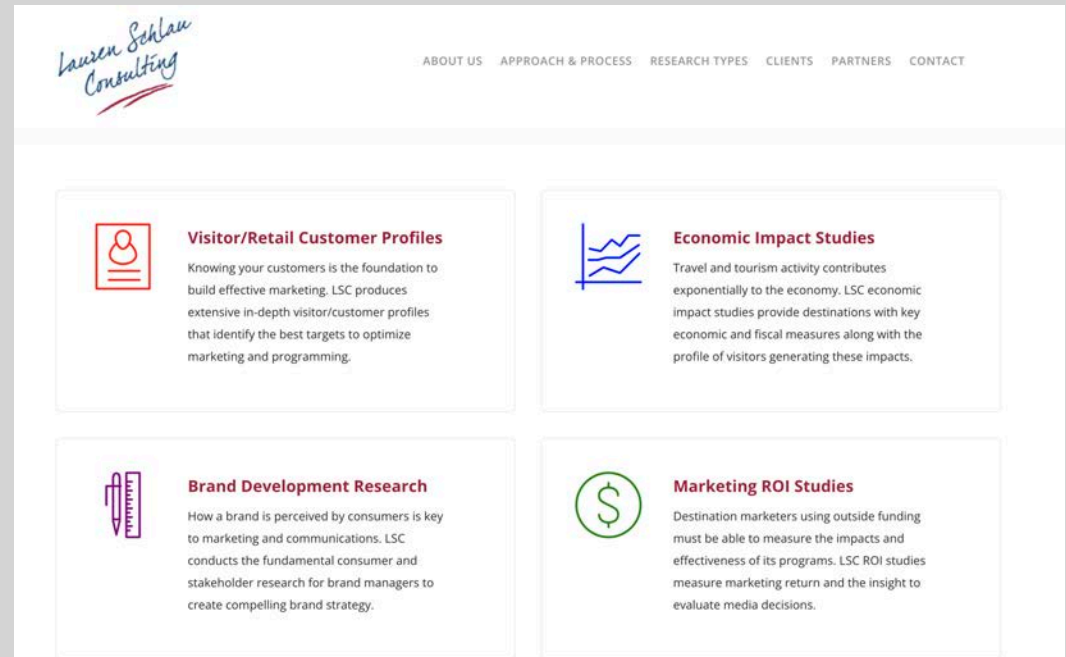 Lauren Schlau
Consulting
ABOUT US APPROACH & PROCESS RESEARCH TYPES CLIENTS PARTNERS CONTACT
Visitor/Retail Customer Profiles
Knowing your customers is the foundation to
build effective marketing. LSC produces
extensive in-depth visitor/customer profiles
that identify the best targets to optimize
marketing and programming.
Economic Impact Studies
Travel and tourism activity contributes
exponentially to the economy. LSC economic
impact studies provide destinations with key
economic and fiscal measures along with the
profile of visitors generating these impacts.
Brand Development Research
How a brand is perceived by consumers is key
to marketing and communications. LSC
conducts the fundamental consumer and
stakeholder research for brand managers to
create compelling brand strategy.
Marketing ROI Studies
Destination marketers using outside funding
must be able to measure the impacts and
effectiveness of its programs. LSC ROI studies
measure marketing return and the insight to
evaluate media decisions.